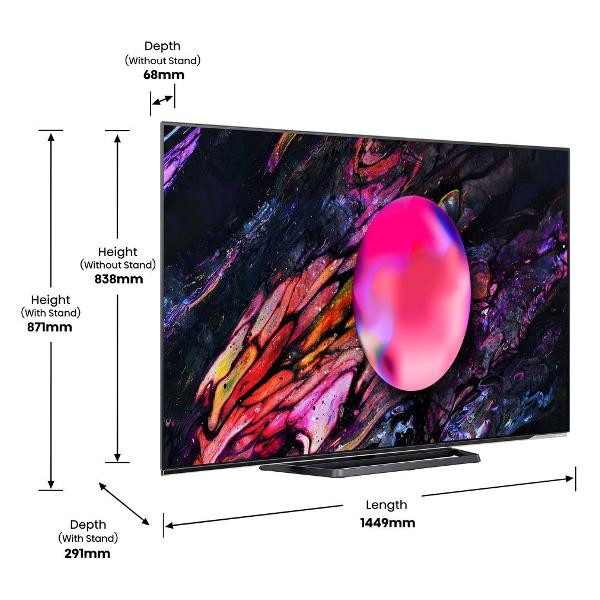 Depth
(Without Stand)
68mm
Height
(Without Stand)
838mm
Height
(With Stand)
871mm
Length
1449mm
Depth
(With Stand)
291mm